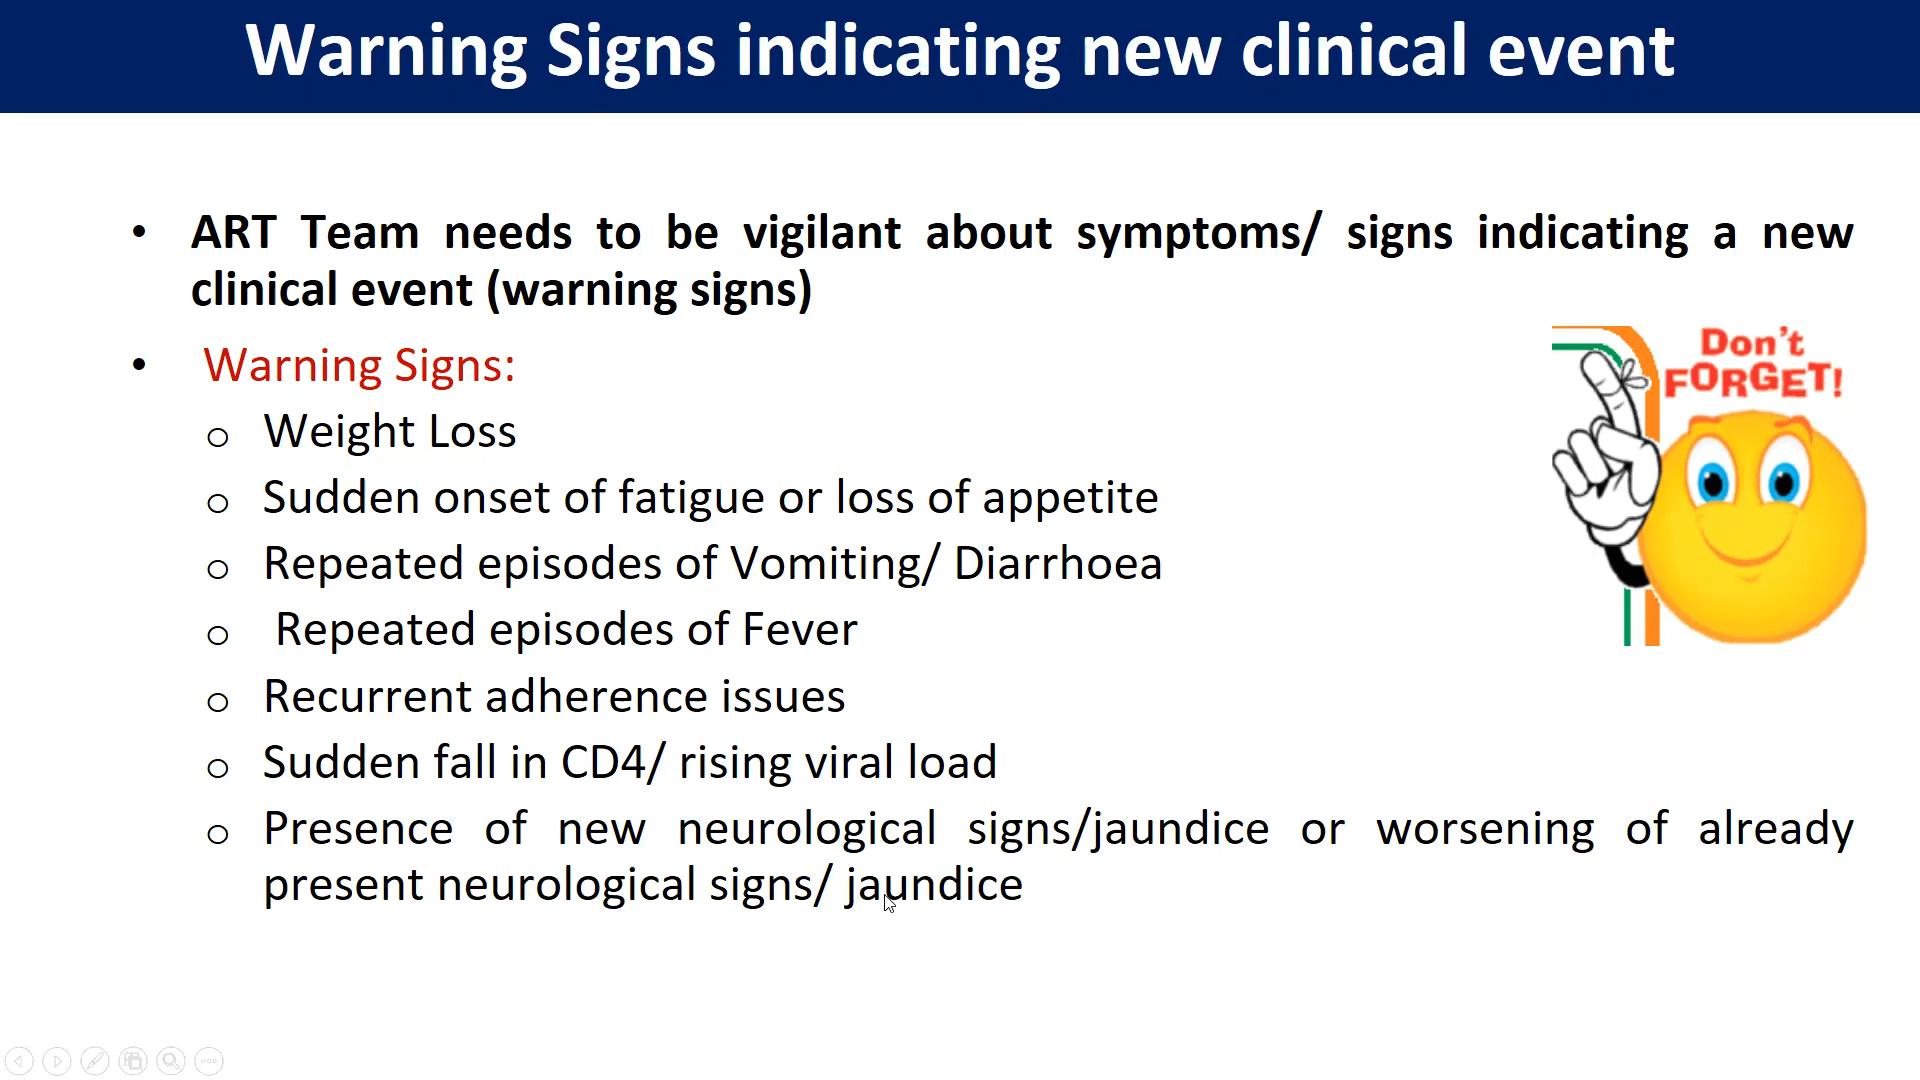 Warning Signs indicating new clinical event
• ART Team needs to be vigilant about symptoms/ signs indicating a new
clinical event (warning signs)
• Warning Signs:
o Weight Loss
o Sudden onset of fatigue or loss of appetite
o Repeated episodes of Vomiting/ Diarrhoea
o Repeated episodes of Fever
o Recurrent adherence issues
o Sudden fall in CD4/ rising viral load
o Presence of new neurological signs/jaundice or worsening of already
present neurological signs/ jaundice
Don't
FORGET!